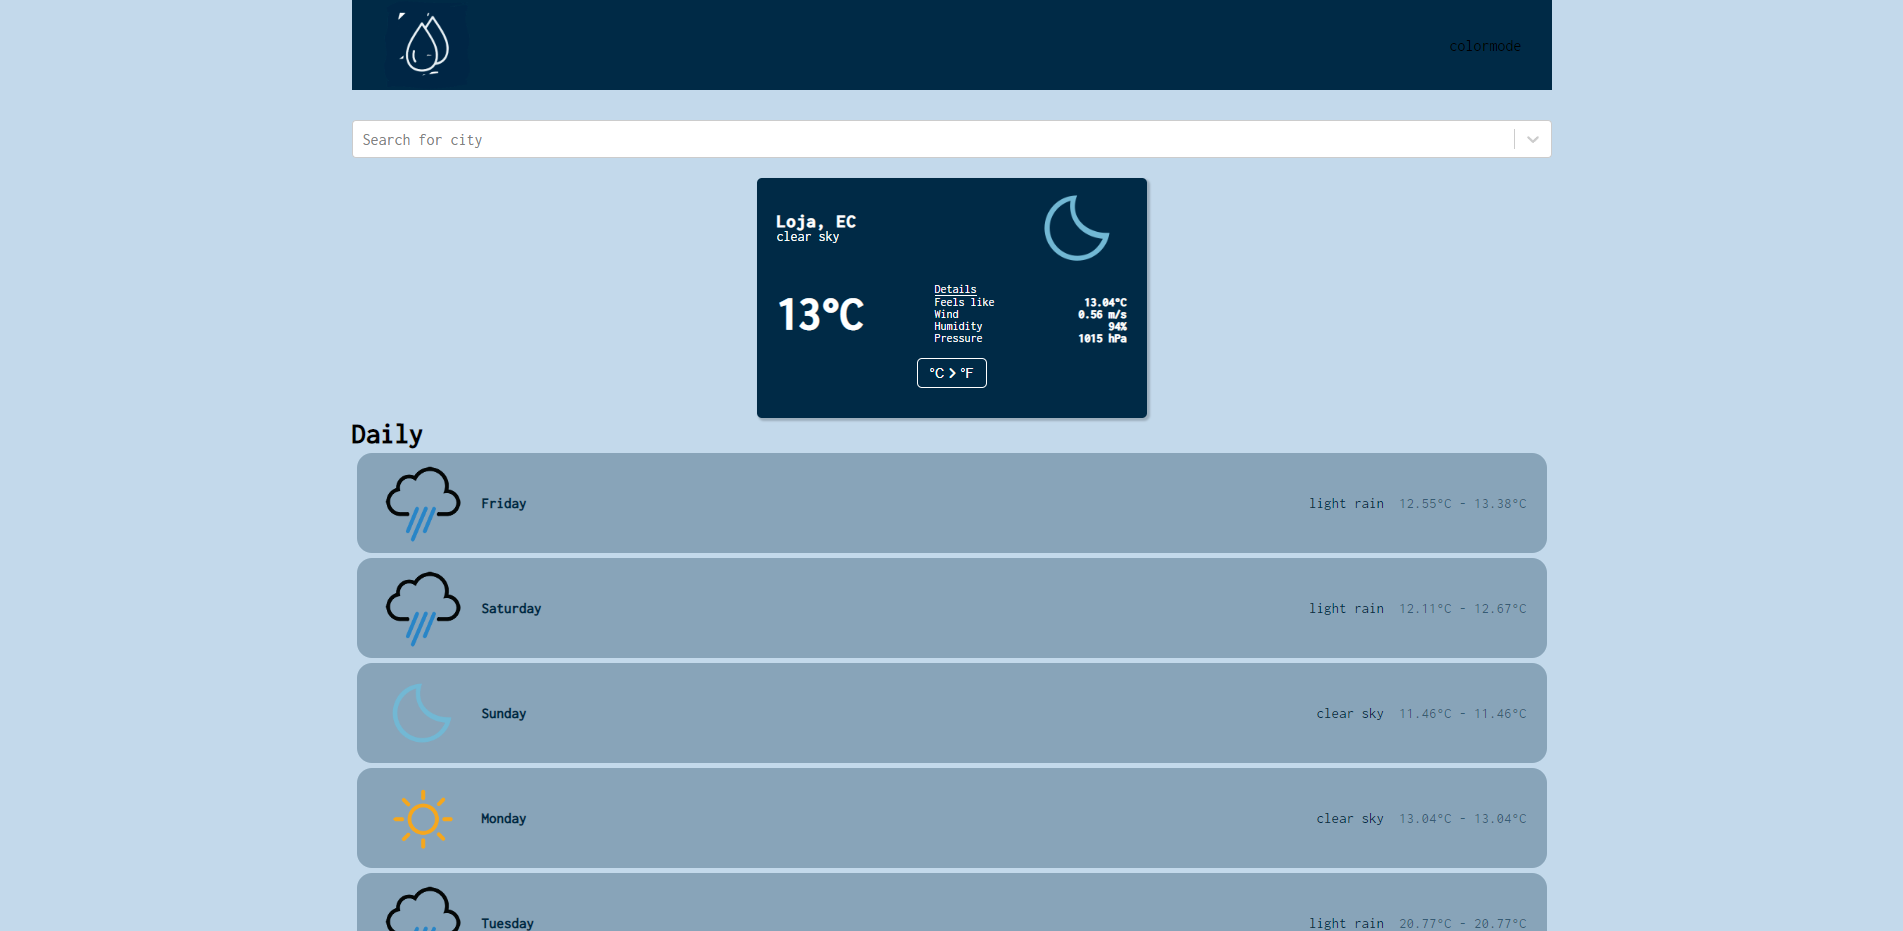 colormode
Search for city
Loja, EC
clear sky
13°C
Details
Feels like 13.04°C
Wind 0.56 m/s
Humidity 94%
Pressure 1015 hPa
°C > °F
Daily
Friday light rain 12.55°C - 13.38°C
Saturday light rain 12.11°C - 12.67°C
Sunday clear sky 11.46°C - 11.46°C
Monday clear sky 13.04°C - 13.04°C
Tuesday light rain 20.77°C - 20.77°C